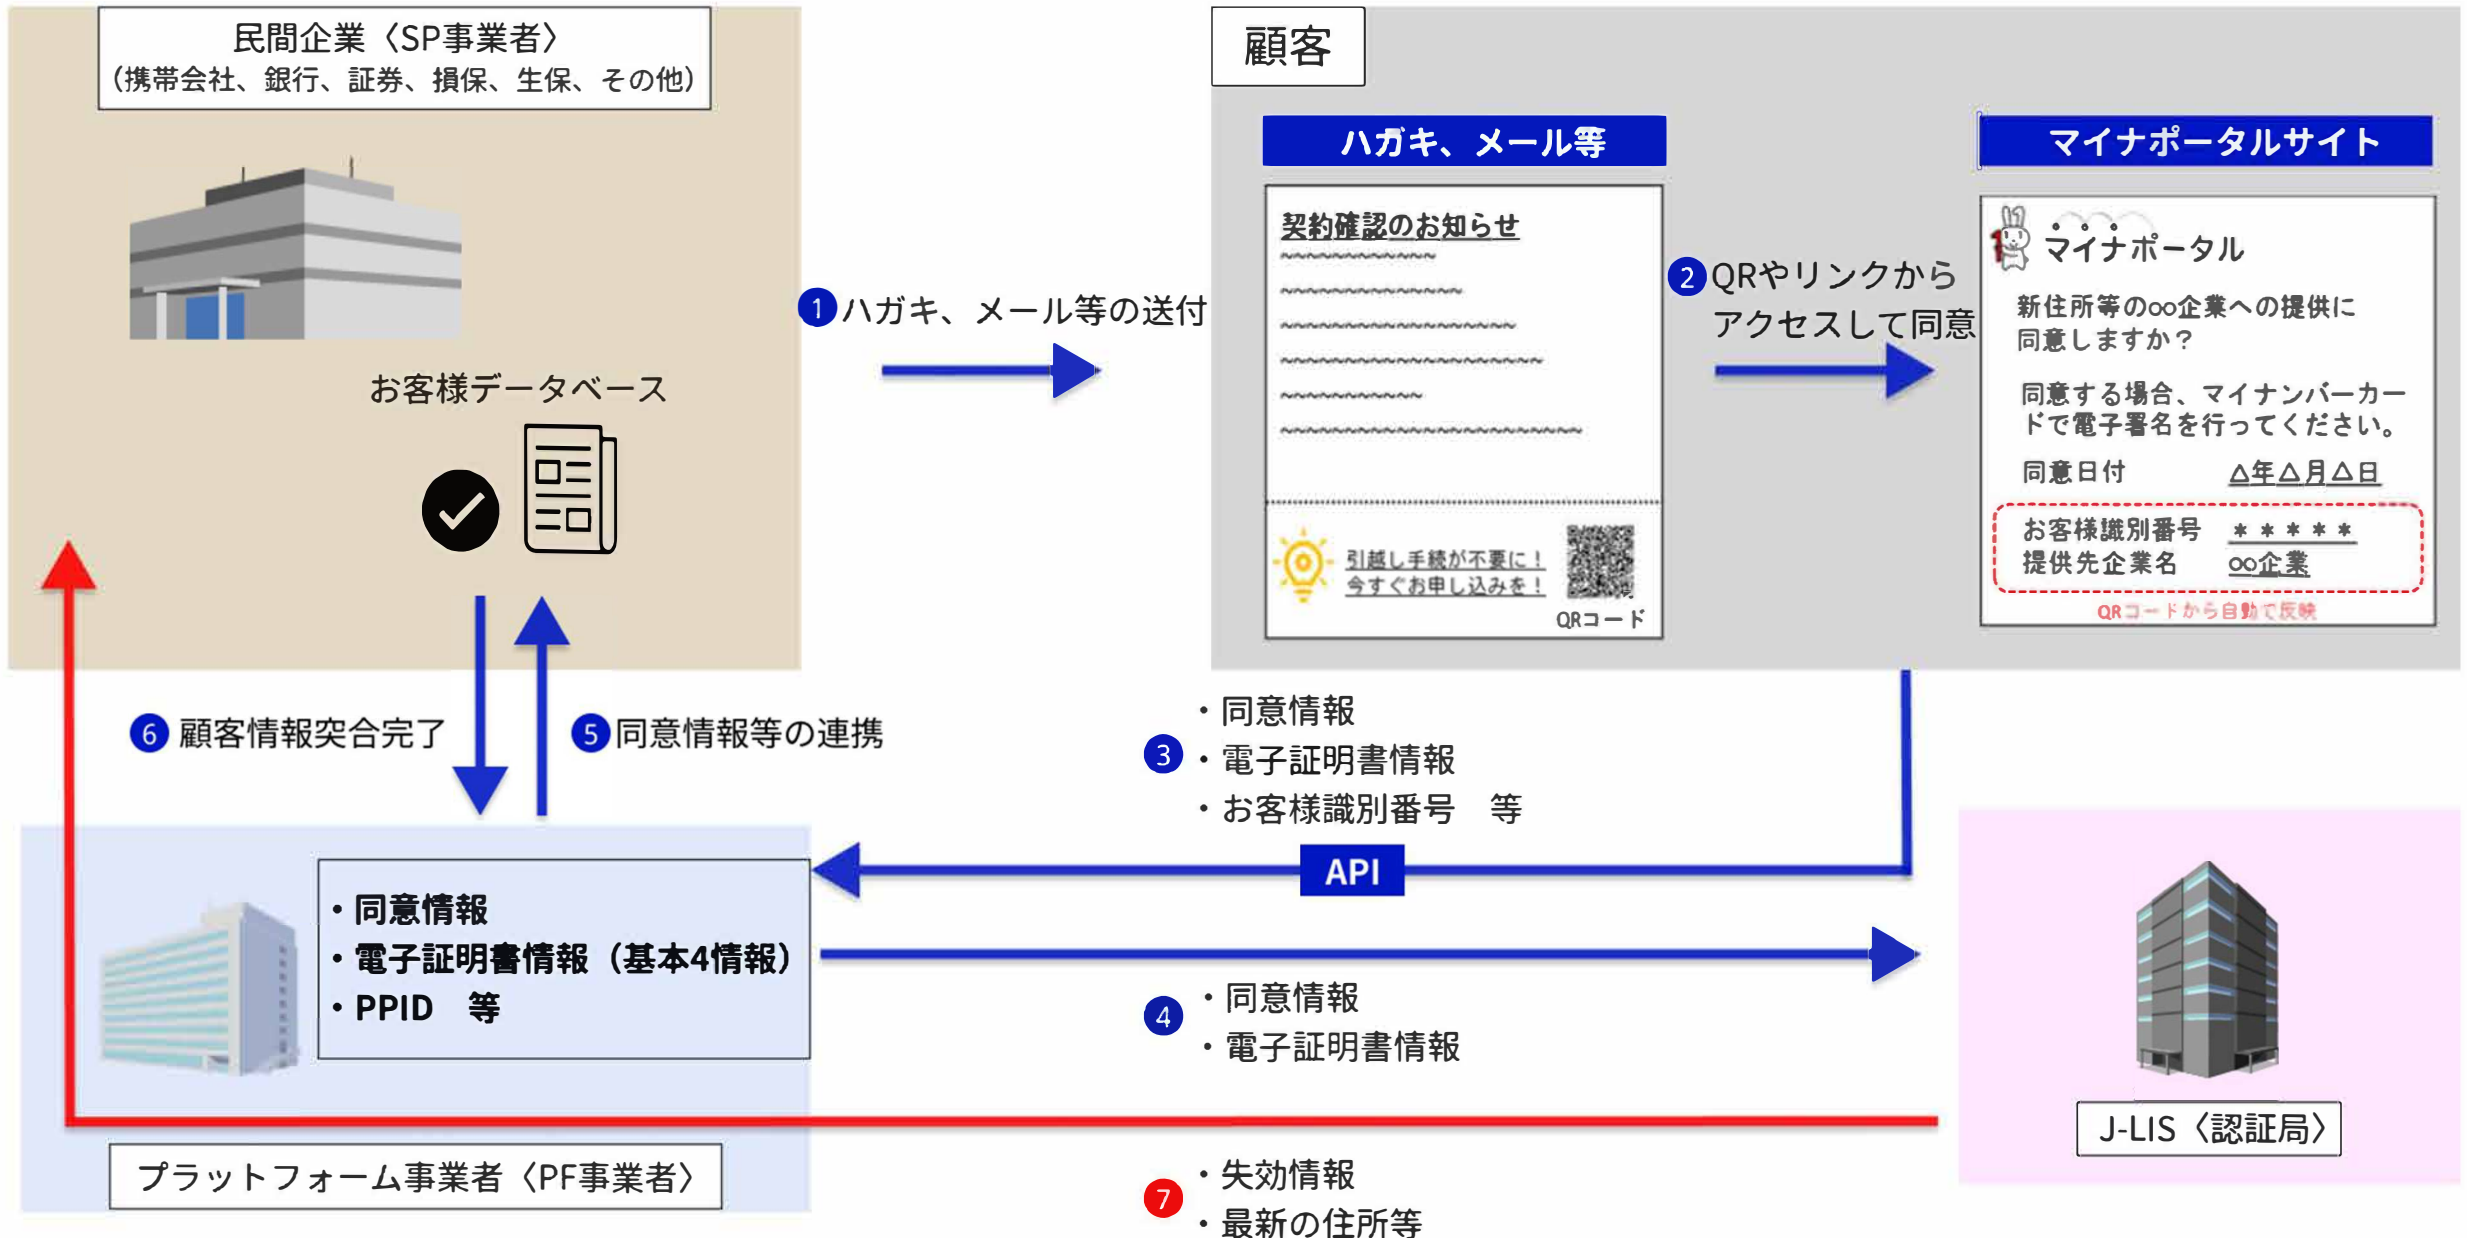 民間企業〈SP事業者〉
（携帯会社、銀行、証券、損保、生保、その他）
お客様データベース
1 ハガキ、メール等の送付
顧客
ハガキ、メール等
契約確認のお知らせ
引越し手続が不要に！
今すぐお申し込みを！
QRコード
2 QRやリンクから
アクセスして同意
マイナポータルサイト
マイナポータル
新住所等の∞企業への提供に
同意しますか？
同意する場合、マイナンバーカー
ドで電子署名を行ってください。
同意日付 △年△月△日
お客様識別番号 ＊＊＊＊＊
提供先企業名 ∞企業
QRコードから自動で反映
6 顧客情報突合完了
5 同意情報等の連携
3
・同意情報
・電子証明書情報
・お客様識別番号　等
API
・同意情報
・電子証明書情報（基本4情報）
・PPID　等
プラットフォーム事業者〈PF事業者〉
4
・同意情報
・電子証明書情報
J-LIS〈認証局〉
7
・失効情報
・最新の住所等